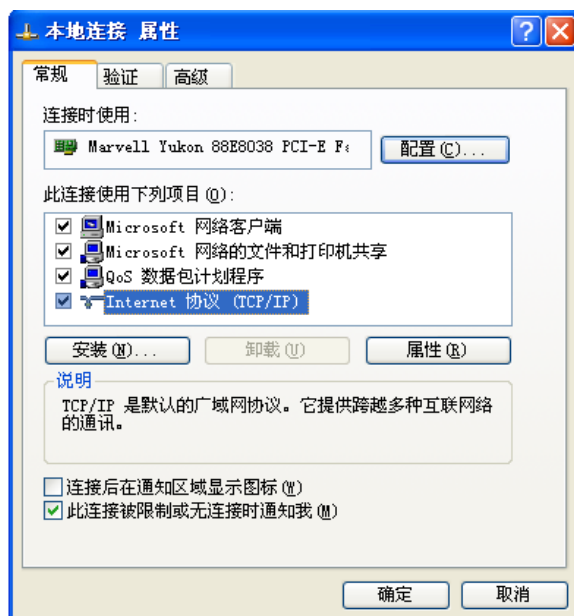 本地连接 属性
常规 验证 高级
连接时使用:
Marvell Yukon 88E8038 PCI-E Fa 配置(C)...
此连接使用下列项目(O):
Microsoft 网络客户端
Microsoft 网络的文件和打印机共享
QoS 数据包计划程序
Internet 协议 (TCP/IP)
安装(N)... 卸载(U) 属性(R)
说明
TCP/IP 是默认的广域网协议。它提供跨越多种互联网络
的通讯。
连接后在通知区域显示图标(W)
此连接被限制或无连接时通知我(M)
确定 取消